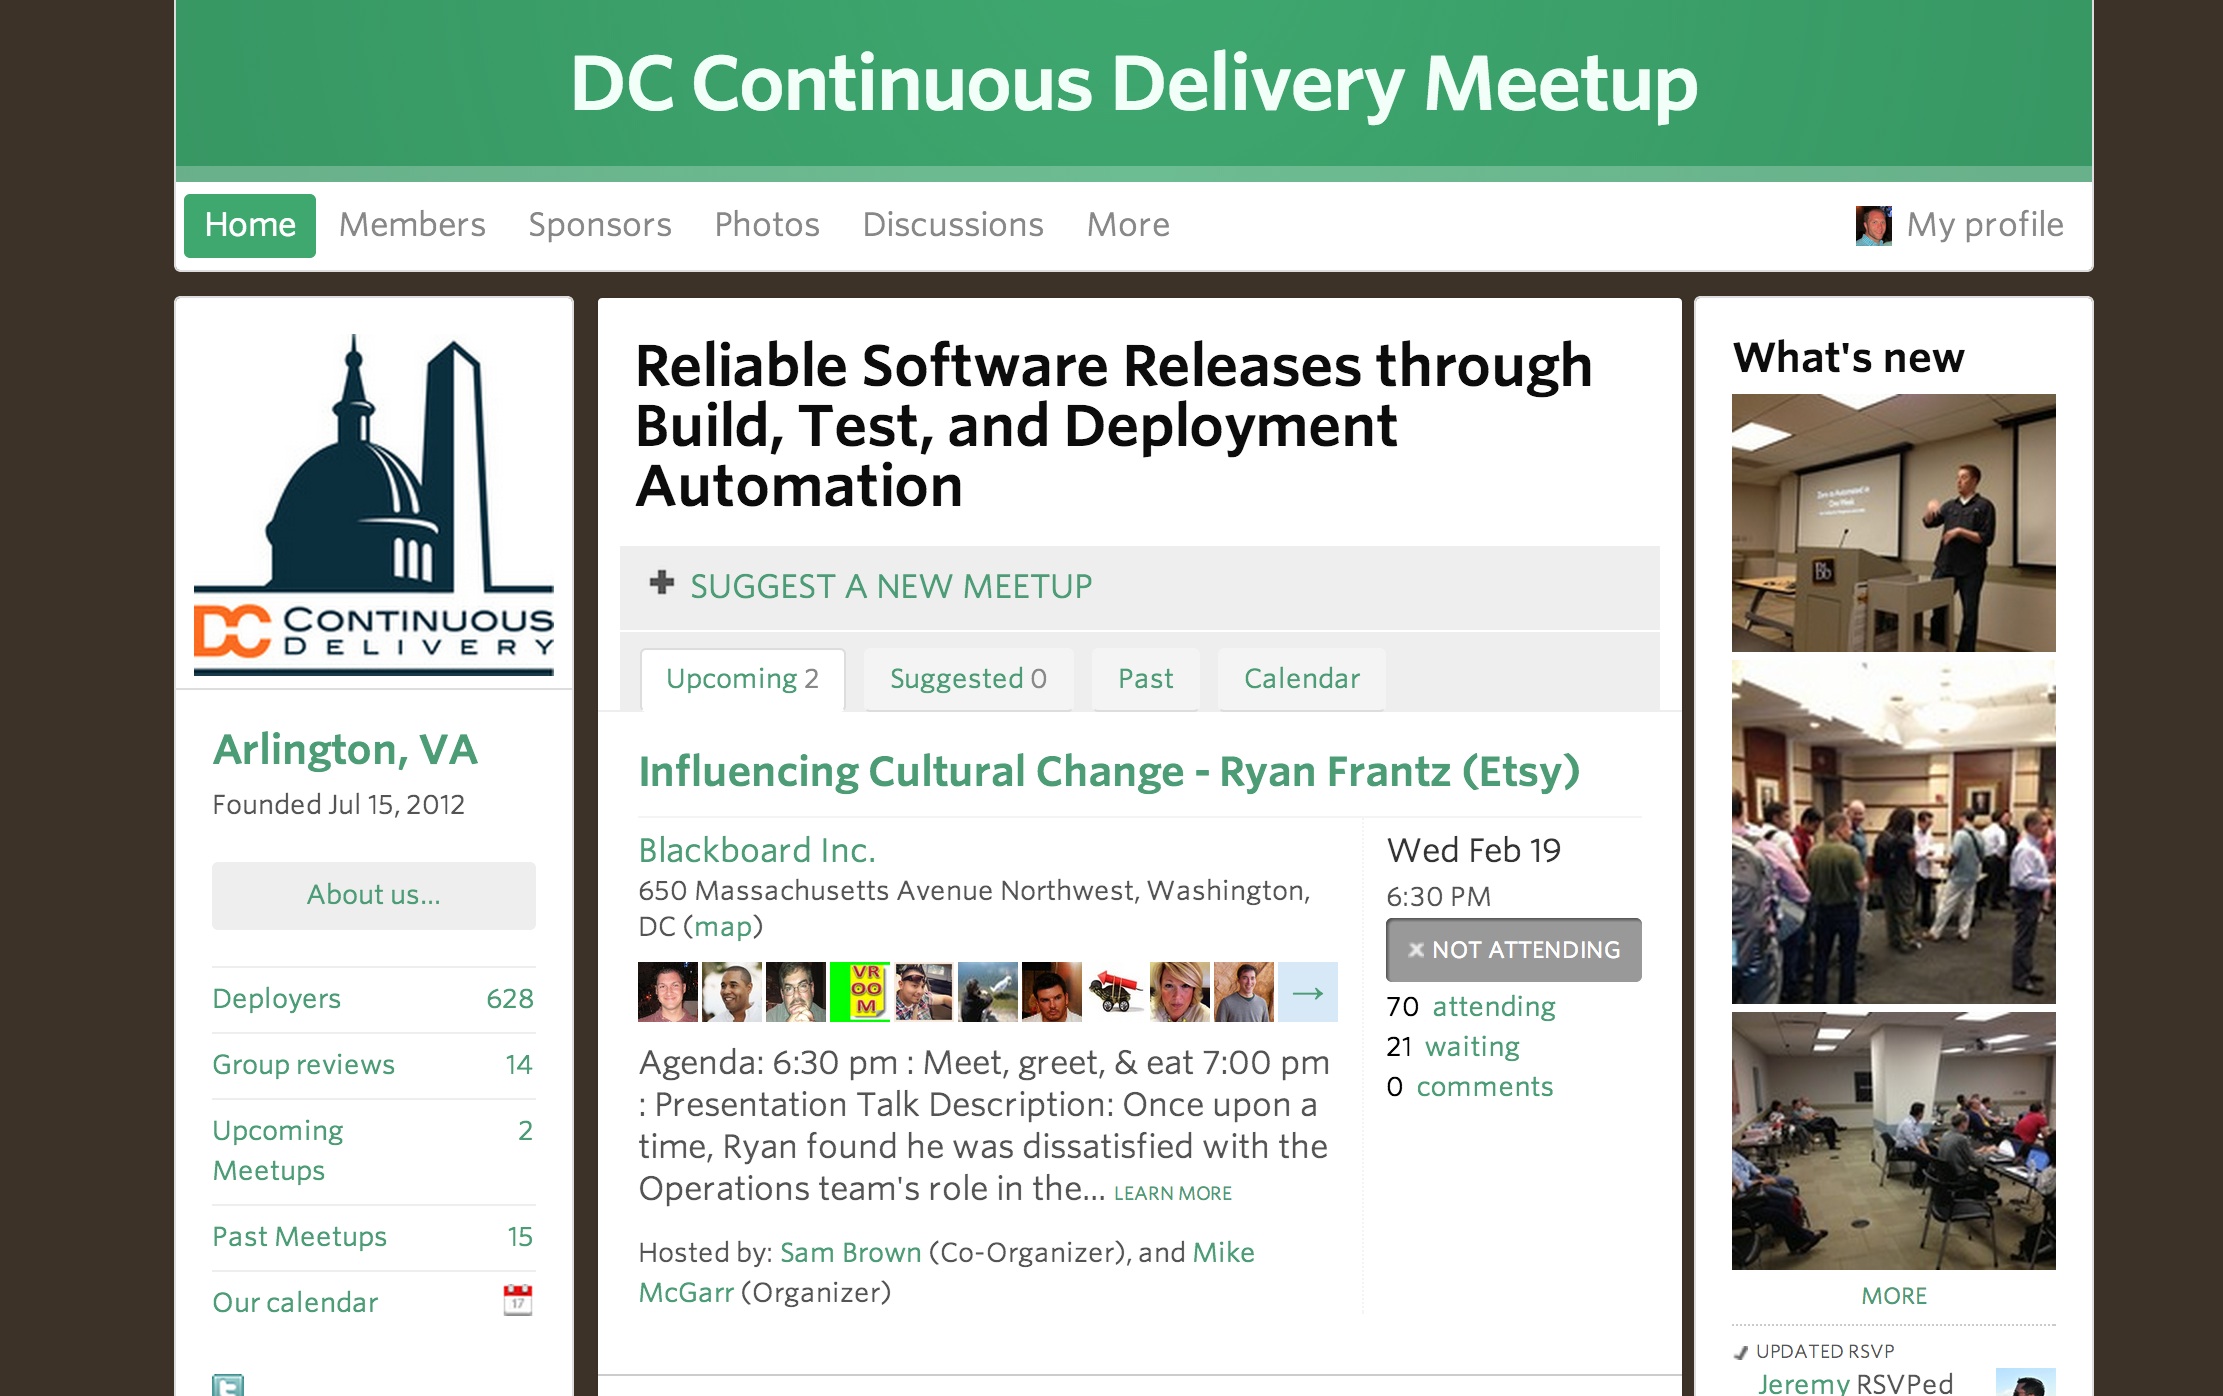 DC Continuous Delivery Meetup
Home
Members
Sponsors
Photos
Discussions
More
My profile
DC CONTINUOUS
DELIVERY
Arlington, VA
Founded Jul 15, 2012
About us...
Deployers 628
Group reviews 14
Upcoming 2
Meetups
Past Meetups 15
Our calendar 17
Reliable Software Releases through
Build, Test, and Deployment
Automation
SUGGEST A NEW MEETUP
Upcoming 2
Suggested 0
Past
Calendar
Influencing Cultural Change - Ryan Frantz (Etsy)
Blackboard Inc.
650 Massachusetts Avenue Northwest, Washington,
DC (map)
VR
OO
M
→
Agenda: 6:30 pm : Meet, greet, & eat 7:00 pm
: Presentation Talk Description: Once upon a
time, Ryan found he was dissatisfied with the
Operations team's role in the... LEARN MORE
Hosted by: Sam Brown (Co-Organizer), and Mike
McGarr (Organizer)
Wed Feb 19
6:30 PM
NOT ATTENDING
70 attending
21 waiting
0 comments
What's new
Zero to Automated in
One Week
Bb
MORE
UPDATED RSVP
Jeremy RSVPed